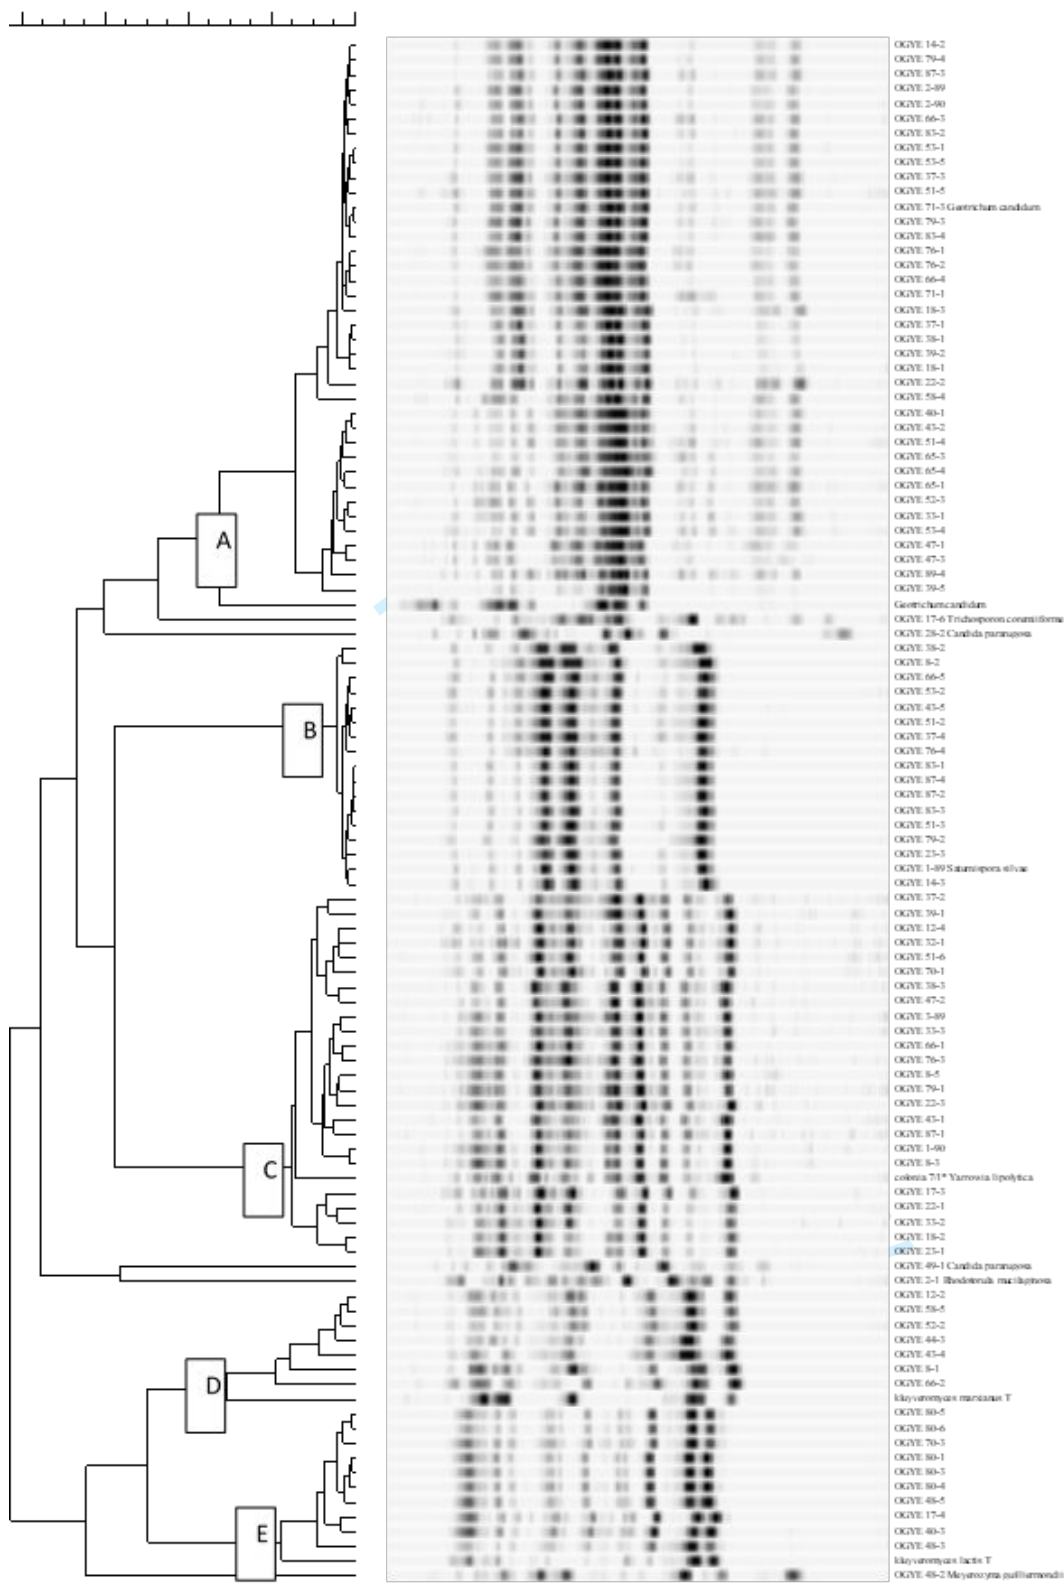 OGYE 14-2
OGYE 79-4
OGYE 87-3
OGYE 2-89
OGYE 2-90
OGYE 66-3
OGYE 83-2
OGYE 53-1
OGYE 53-5
OGYE 37-3
OGYE 51-5
OGYE 71-3 Geotrichum candidum
OGYE 79-3
OGYE 83-4
OGYE 76-1
OGYE 76-2
OGYE 66-4
OGYE 71-1
OGYE 18-3
OGYE 37-1
OGYE 38-1
OGYE 39-2
OGYE 18-1
OGYE 22-2
OGYE 58-4
OGYE 40-1
OGYE 43-2
OGYE 51-4
OGYE 65-3
OGYE 65-4
OGYE 65-1
OGYE 52-3
OGYE 33-1
OGYE 53-4
A
OGYE 47-1
OGYE 47-3
OGYE 89-4
OGYE 39-5
Geotrichum candidum
OGYE 17-6 Trichosporon coremiiforme
OGYE 28-2 Candida pararugosa
OGYE 38-2
OGYE 8-2
OGYE 66-5
OGYE 53-2
OGYE 43-5
OGYE 51-2
B
OGYE 37-4
OGYE 76-4
OGYE 83-1
OGYE 87-4
OGYE 87-2
OGYE 83-3
OGYE 51-3
OGYE 79-2
OGYE 23-3
OGYE 1-89 Saturnispora silvae
OGYE 14-3
OGYE 37-2
OGYE 39-1
OGYE 12-4
OGYE 32-1
OGYE 51-6
OGYE 70-1
OGYE 38-3
OGYE 47-2
OGYE 3-89
OGYE 33-3
OGYE 66-1
OGYE 76-3
OGYE 8-5
OGYE 79-1
OGYE 22-3
OGYE 43-1
OGYE 87-1
OGYE 1-90
OGYE 8-3
C
colonia 7/1* Yarrowia lipolytica
OGYE 17-3
OGYE 22-1
OGYE 33-2
OGYE 18-2
OGYE 23-1
OGYE 49-1 Candida pararugosa
OGYE 2-1 Rhodotorula mucilaginosa
OGYE 12-2
OGYE 58-5
OGYE 52-2
OGYE 44-3
OGYE 43-4
OGYE 8-1
D
OGYE 66-2
kluyveromyces marxianus T
OGYE 80-5
OGYE 80-6
OGYE 70-3
OGYE 80-1
OGYE 80-3
OGYE 80-4
OGYE 48-5
OGYE 17-4
OGYE 40-3
E
OGYE 48-3
kluyveromyces lactis T
OGYE 48-2 Meyerozyma guilliermondii